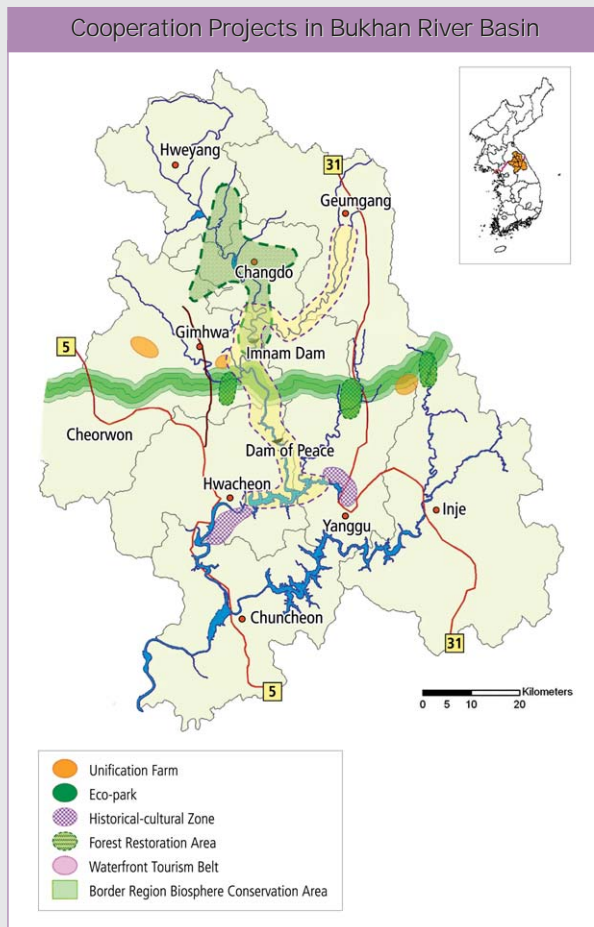 Cooperation Projects in Bukhan River Basin
Hweyang
31
Geumgang
Changdo
Gimhwa
5
Imnam Dam
Cheorwon
Dam of Peace
Hwacheon
Yanggu
Inje
Chuncheon
31
5
Kilometers
0 5 10 20
Unification Farm
Eco-park
Historical-cultural Zone
Forest Restoration Area
Waterfront Tourism Belt
Border Region Biosphere Conservation Area